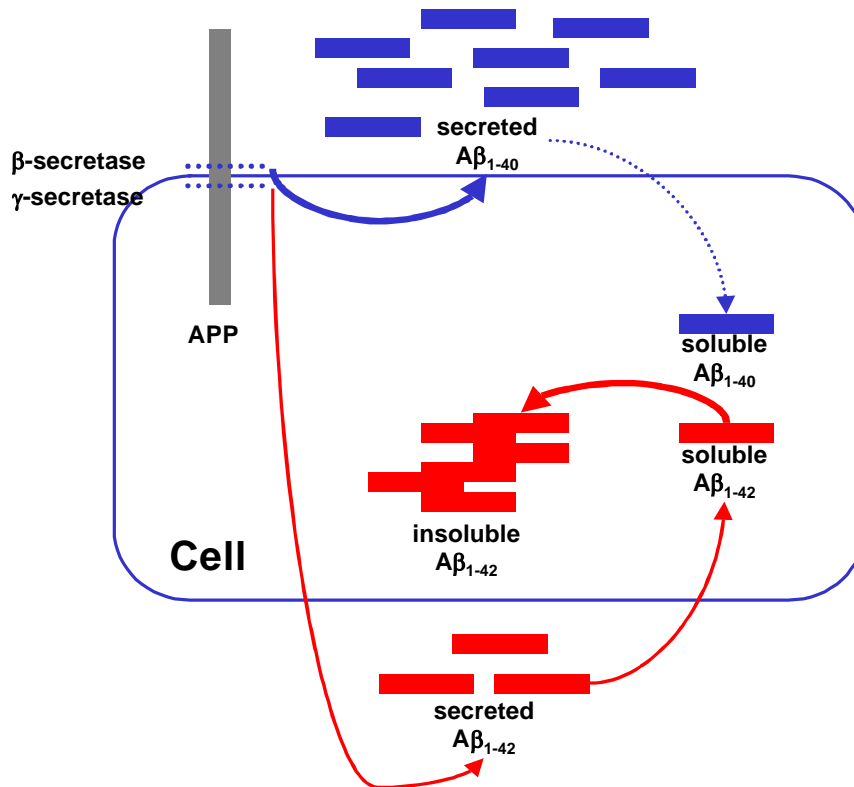 secreted
Aβ1-40
β-secretase
γ-secretase
APP
soluble
Aβ1-40
soluble
Aβ1-42
insoluble
Aβ1-42
Cell
secreted
Aβ1-42